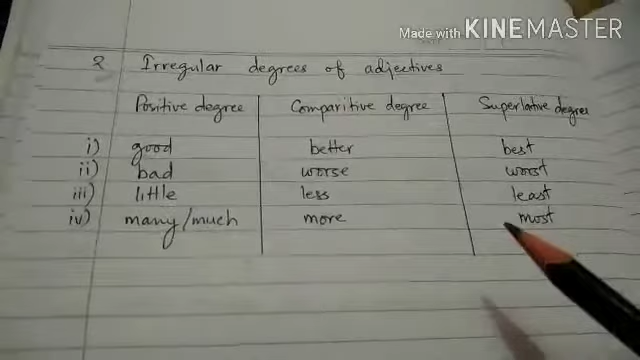 Made with KINEMASTER
2 Irregular degrees of adjectives
Positive degree Comparitive degree Superlative degree
i) good better best
ii) bad worse worst
iii) little less least
iv) many/much more most